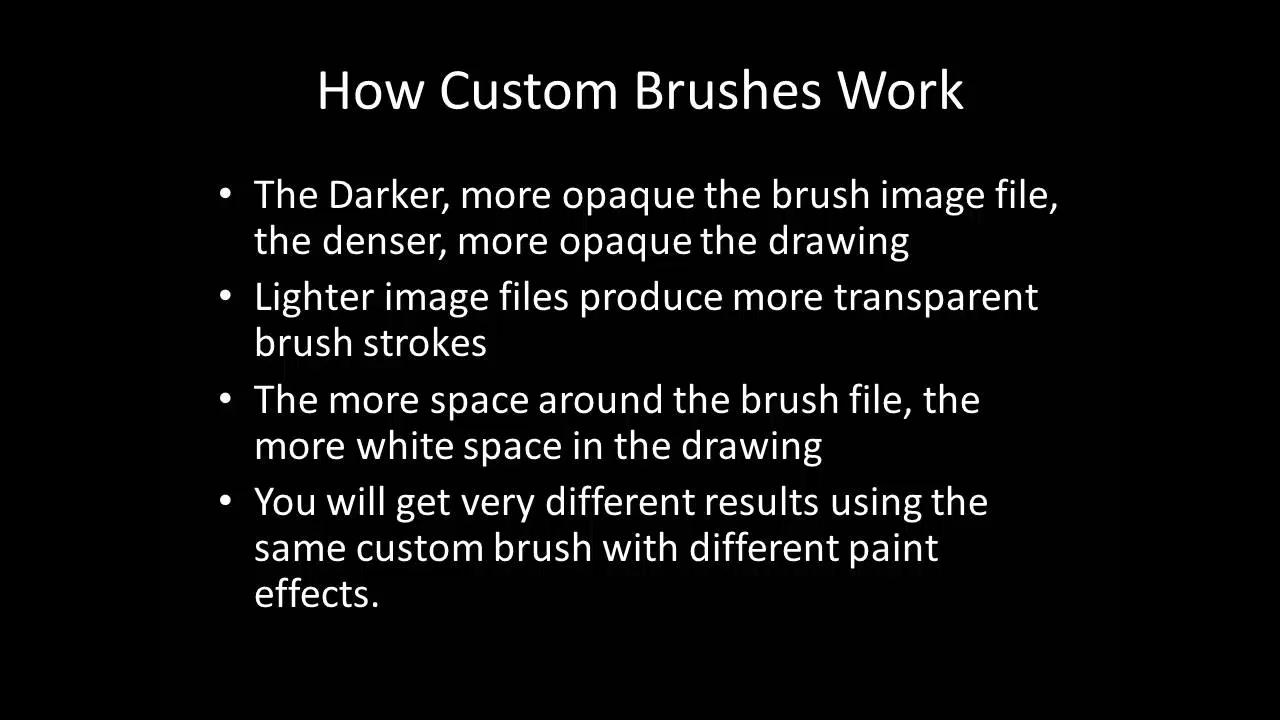 How Custom Brushes Work
• The Darker, more opaque the brush image file,
the denser, more opaque the drawing
• Lighter image files produce more transparent
brush strokes
• The more space around the brush file, the
more white space in the drawing
• You will get very different results using the
same custom brush with different paint
effects.